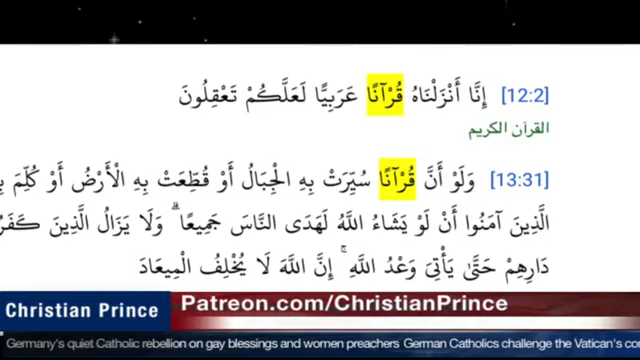 [12:2] إِنَّا أَنْزَلْنَاهُ قُرْآنًا عَرَبِيًّا لَعَلَّكُمْ تَعْقِلُونَ
القرآن الكريم
[13:31] وَلَوْ أَنَّ قُرْآنًا سُيِّرَتْ بِهِ الْجِبَالُ أَوْ قُطِّعَتْ بِهِ الْأَرْضُ أَوْ كُلِّمَ
الَّذِينَ آمَنُوا أَنْ لَوْ يَشَاءُ اللَّهُ لَهَدَى النَّاسَ جَمِيعًا ۗ وَلَا يَزَالُ الَّذِينَ
دَارِهِمْ حَتَّىٰ يَأْتِيَ وَعْدُ اللَّهِ ۚ إِنَّ اللَّهَ لَا يُخْلِفُ الْمِيعَادَ
Christian Prince
Patreon.com/ChristianPrince
Germany's quiet Catholic rebellion on gay blessings and women preachers German Catholics challenge the Vatican's